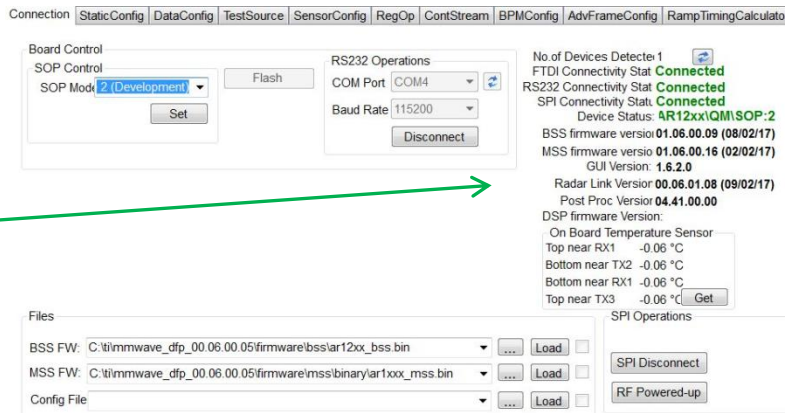 Connection StaticConfig DataConfig TestSource SensorConfig RegOp ContStream BPMConfig AdvFrameConfig RampTimingCalculato
Board Control
SOP Control
SOP Mode 2 (Development)
Set
Flash
RS232 Operations
COM Port COM4
Baud Rate 115200
Disconnect
No.of Devices Detecte 1
FTDI Connectivity Stat Connected
RS232 Connectivity Stat Connected
SPI Connectivity Stat Connected
Device Status: AR12xx\QM\SOP:2
BSS firmware versio 01.06.00.09 (08/02/17)
MSS firmware versio 01.06.00.16 (02/02/17)
GUI Version: 1.6.2.0
Radar Link Version 00.06.01.08 (09/02/17)
Post Proc Version 04.41.00.00
DSP firmware Version:
On Board Temperature Sensor
Top near RX1 -0.06 °C
Bottom near TX2 -0.06 °C
Bottom near RX1 -0.06 °C
Top near TX3 -0.06 °C Get
Files
BSS FW: C:\ti\mmwave_dfp_00.06.00.05\firmware\bss\ar12xx_bss.bin ... Load
MSS FW: C:\ti\mmwave_dfp_00.06.00.05\firmware\mss\binary\ar1xxx_mss.bin ... Load
Config File ... Load
SPI Operations
SPI Disconnect
RF Powered-up